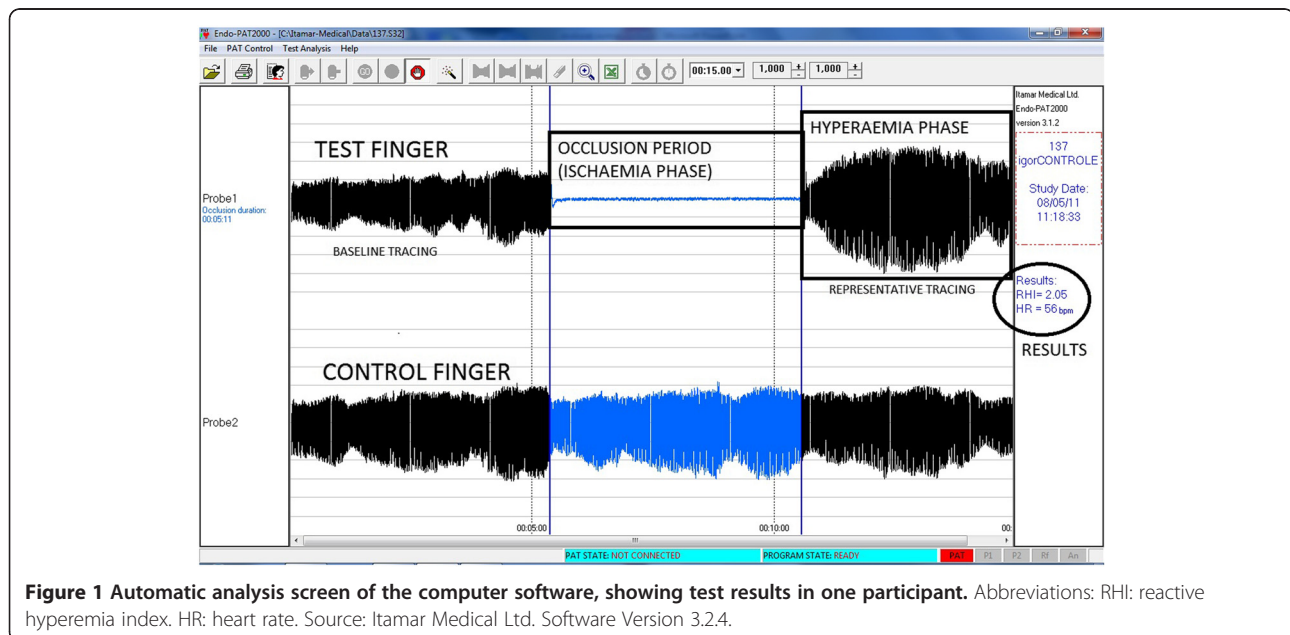 Endo-PAT2000 - [C:\Itamar-Medical\Data\137.S32]
File PAT Control Test Analysis Help
GO
00:15.00
1,000
1,000
Itamar Medical Ltd.
Endo-PAT2000
version 3.1.2
137
igorCONTROLE
Study Date:
08/05/11
11:18:33
Results:
RHI= 2.05
HR = 56 bpm
RESULTS
Probe1
Occlusion duration:
00:05:11
TEST FINGER
BASELINE TRACING
OCCLUSION PERIOD
(ISCHAEMIA PHASE)
HYPERAEMIA PHASE
REPRESENTATIVE TRACING
Probe2
CONTROL FINGER
00:05:00
00:10:00
00:
PAT STATE: NOT CONNECTED
PROGRAM STATE: READY
PAT
P1
P2
Rf
An
Figure 1 Automatic analysis screen of the computer software, showing test results in one participant. Abbreviations: RHI: reactive
hyperemia index. HR: heart rate. Source: Itamar Medical Ltd. Software Version 3.2.4.